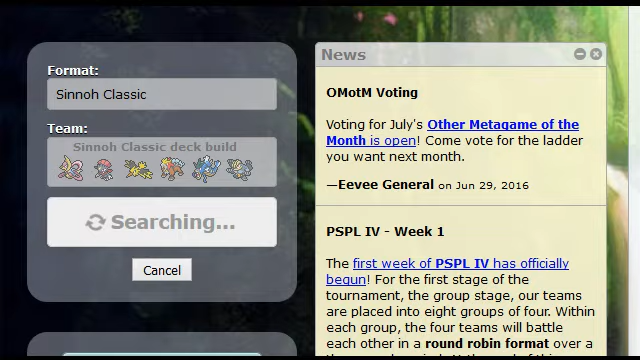 Format:
Sinnoh Classic
Team:
Sinnoh Classic deck build
Searching...
Cancel
News
OMotM Voting
Voting for July's Other Metagame of the
Month is open! Come vote for the ladder
you want next month.
—Eevee General on Jun 29, 2016
PSPL IV - Week 1
The first week of PSPL IV has officially
begun! For the first stage of the
tournament, the group stage, our teams
are placed into eight groups of four. Within
each group, the four teams will battle
each other in a round robin format over a